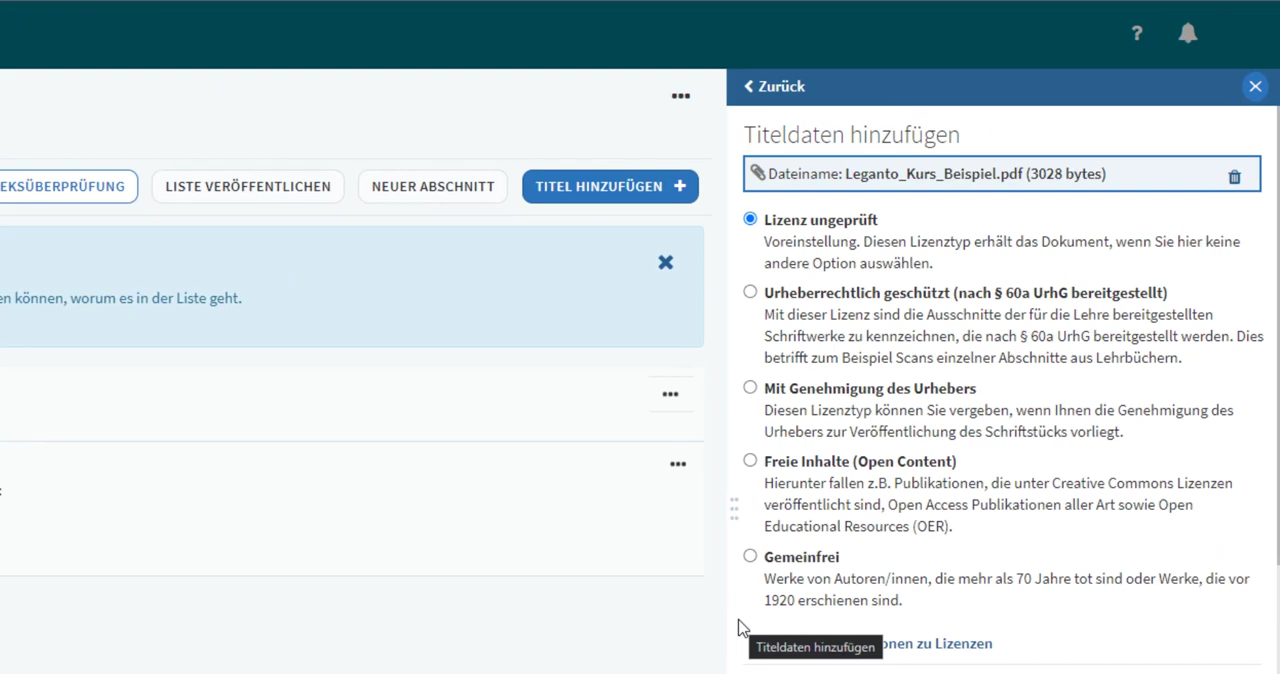 ?
•••
EKSÜBERPRÜFUNG
LISTE VERÖFFENTLICHEN
NEUER ABSCHNITT
TITEL HINZUFÜGEN +
en können, worum es in der Liste geht.
Zurück
Titeldaten hinzufügen
Dateiname: Leganto_Kurs_Beispiel.pdf (3028 bytes)
Lizenz ungeprüft
Voreinstellung. Diesen Lizenztyp erhält das Dokument, wenn Sie hier keine
andere Option auswählen.
Urheberrechtlich geschützt (nach § 60a UrhG bereitgestellt)
Mit dieser Lizenz sind die Ausschnitte der für die Lehre bereitgestellten
Schriftwerke zu kennzeichnen, die nach § 60a UrhG bereitgestellt werden. Dies
betrifft zum Beispiel Scans einzelner Abschnitte aus Lehrbüchern.
Mit Genehmigung des Urhebers
Diesen Lizenztyp können Sie vergeben, wenn Ihnen die Genehmigung des
Urhebers zur Veröffentlichung des Schriftstücks vorliegt.
Freie Inhalte (Open Content)
Hierunter fallen z.B. Publikationen, die unter Creative Commons Lizenzen
veröffentlicht sind, Open Access Publikationen aller Art sowie Open
Educational Resources (OER).
Gemeinfrei
Werke von Autoren/innen, die mehr als 70 Jahre tot sind oder Werke, die vor
1920 erschienen sind.
onen zu Lizenzen
Titeldaten hinzufügen